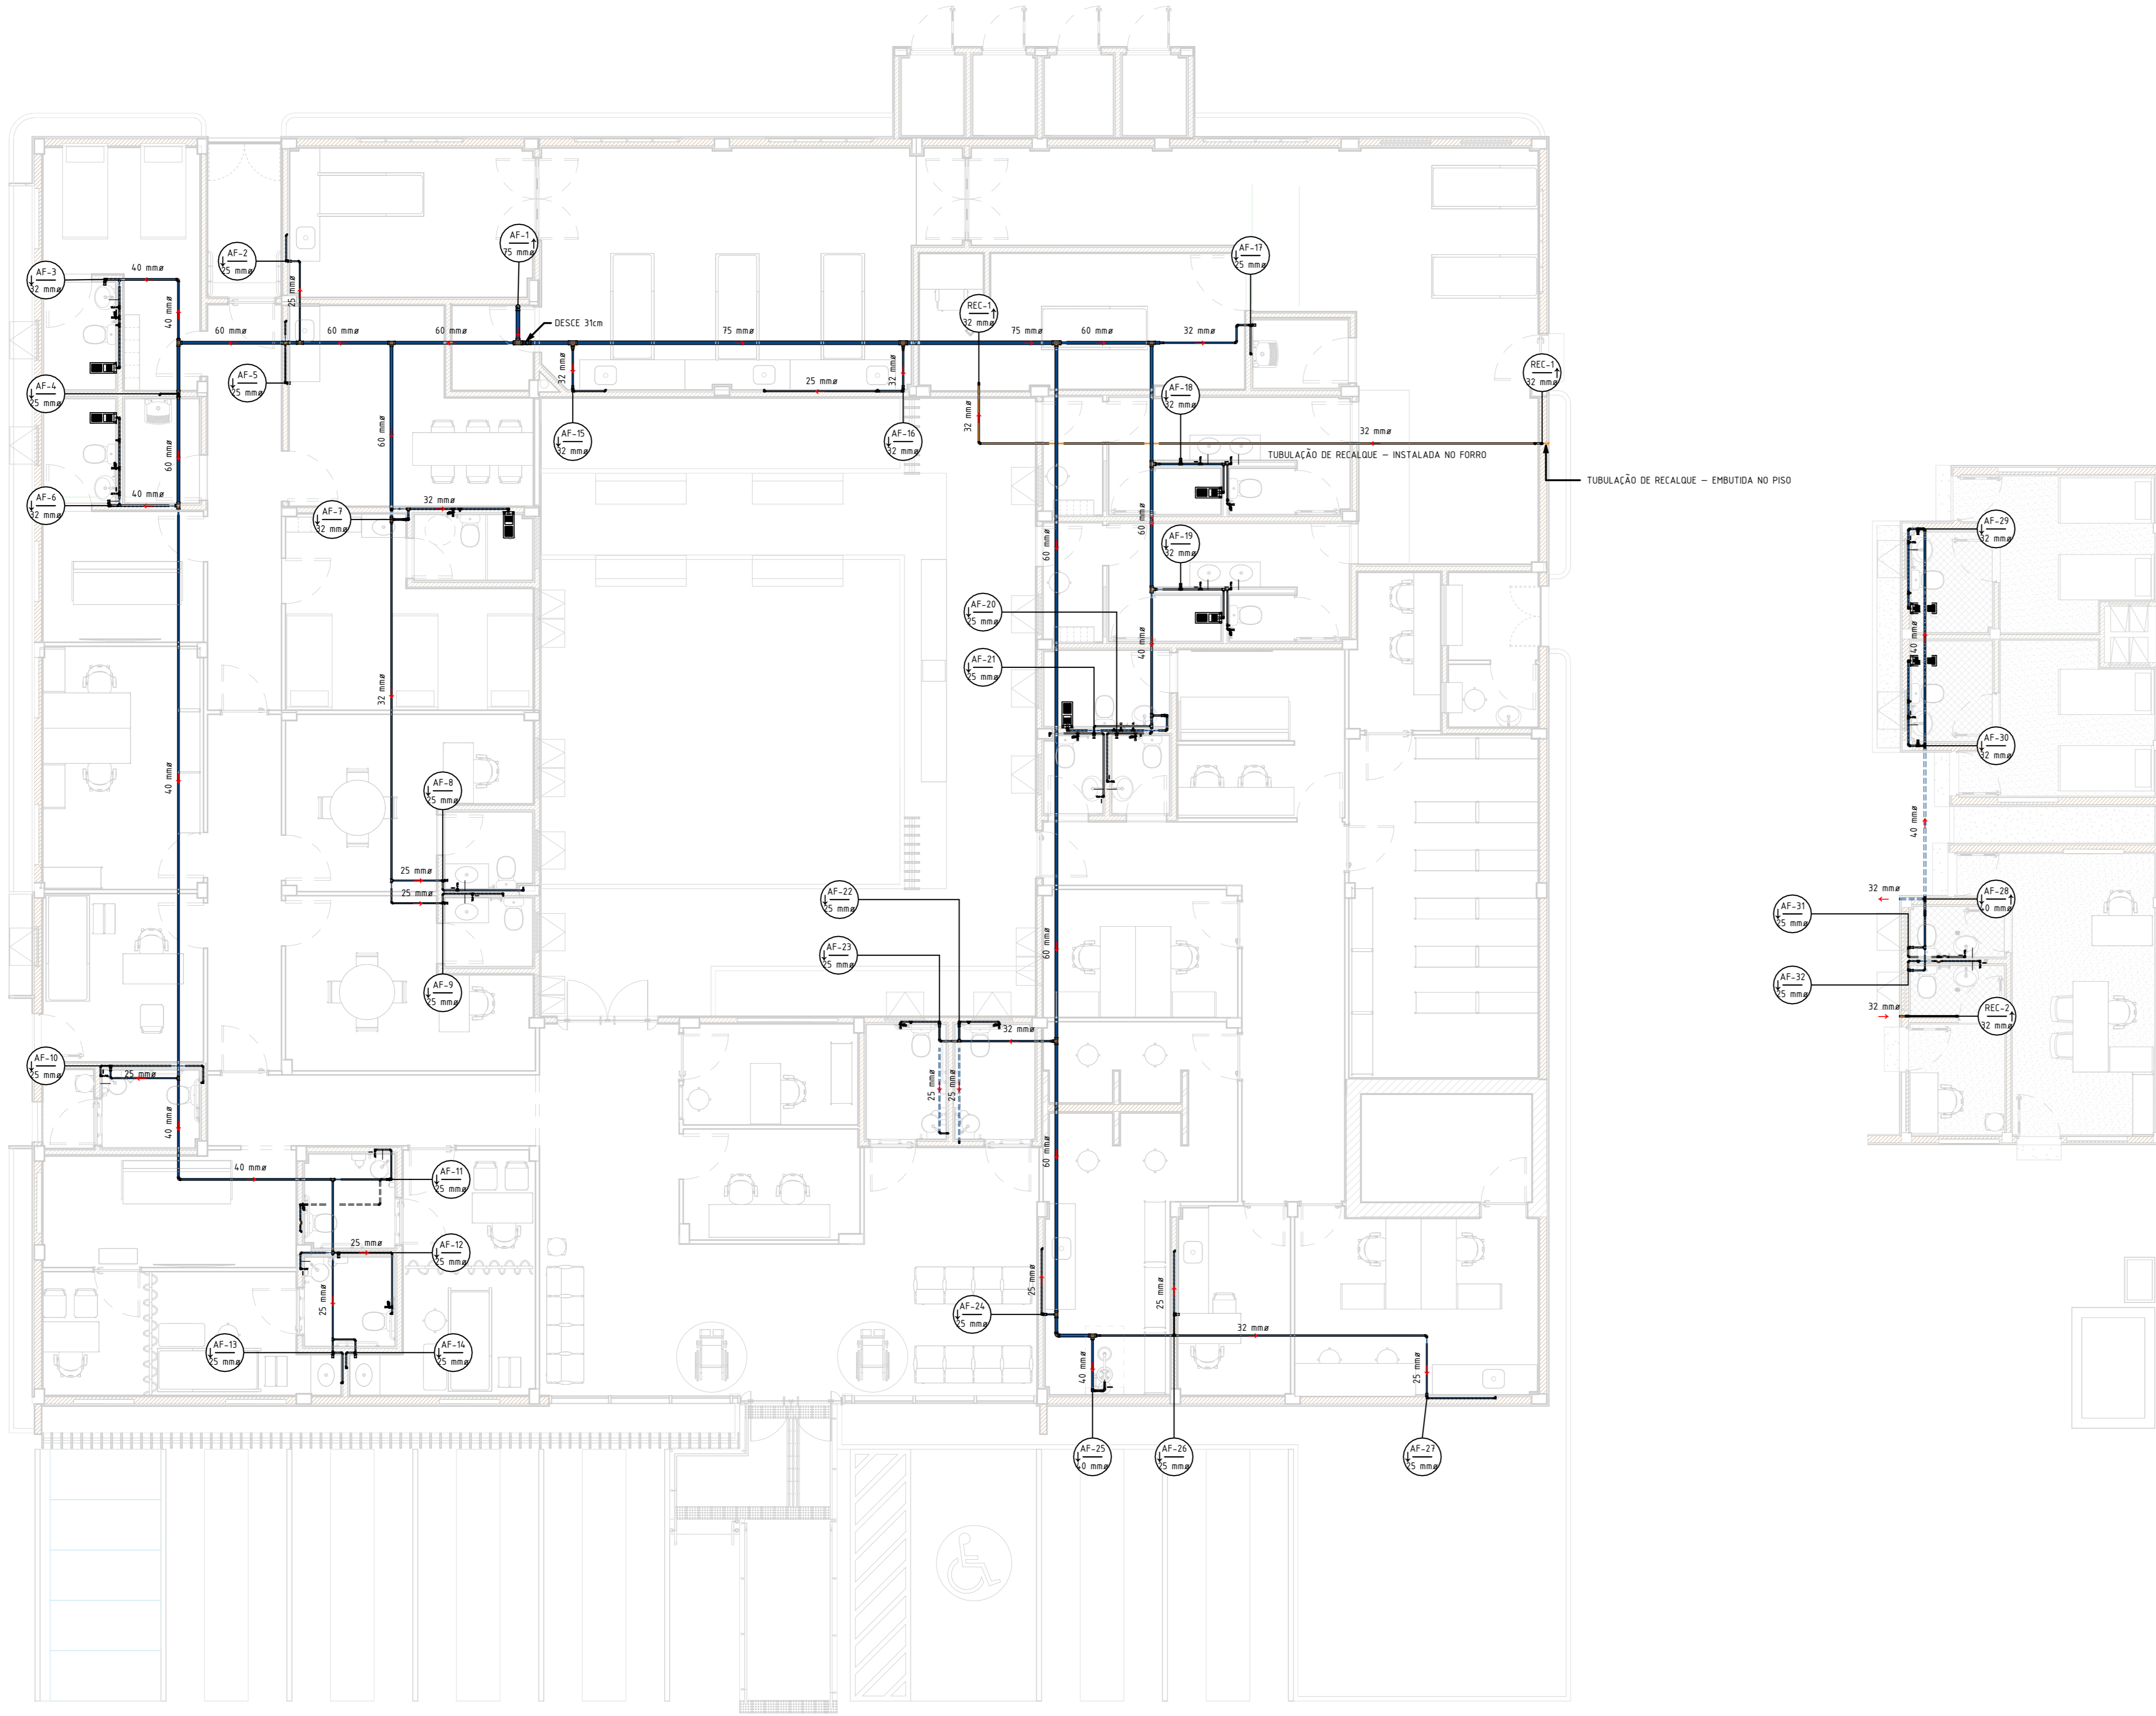 AF-1
75 mmø
AF-2
25 mmø
AF-17
25 mmø
AF-3
32 mmø
40 mmø
40 mmø
25 mmø
REC-1
32 mmø
DESCE 31cm
60 mmø
60 mmø
60 mmø
75 mmø
75 mmø
60 mmø
32 mmø
AF-4
25 mmø
AF-5
25 mmø
32 mmø
25 mmø
32 mmø
REC-1
32 mmø
AF-18
32 mmø
60 mmø
60 mmø
AF-15
32 mmø
AF-16
32 mmø
32 mmø
32 mmø
TUBULAÇÃO DE RECALQUE – INSTALADA NO FORRO
TUBULAÇÃO DE RECALQUE – EMBUTIDA NO PISO
AF-6
32 mmø
40 mmø
AF-7
32 mmø
32 mmø
60 mmø
60 mmø
AF-19
32 mmø
AF-29
32 mmø
AF-20
25 mmø
AF-21
25 mmø
40 mmø
40 mmø
32 mmø
AF-30
32 mmø
40 mmø
AF-8
25 mmø
40 mmø
25 mmø
25 mmø
AF-22
25 mmø
32 mmø
AF-28
AF-31
25 mmø
AF-23
25 mmø
60 mmø
AF-9
25 mmø
AF-32
25 mmø
32 mmø
REC-2
32 mmø
32 mmø
AF-10
25 mmø
25 mmø
25 mmø
25 mmø
40 mmø
60 mmø
40 mmø
AF-11
25 mmø
AF-12
25 mmø
25 mmø
25 mmø
25 mmø
25 mmø
AF-24
25 mmø
32 mmø
AF-13
25 mmø
AF-14
25 mmø
40 mmø
25 mmø
AF-25
AF-26
25 mmø
AF-27
25 mmø